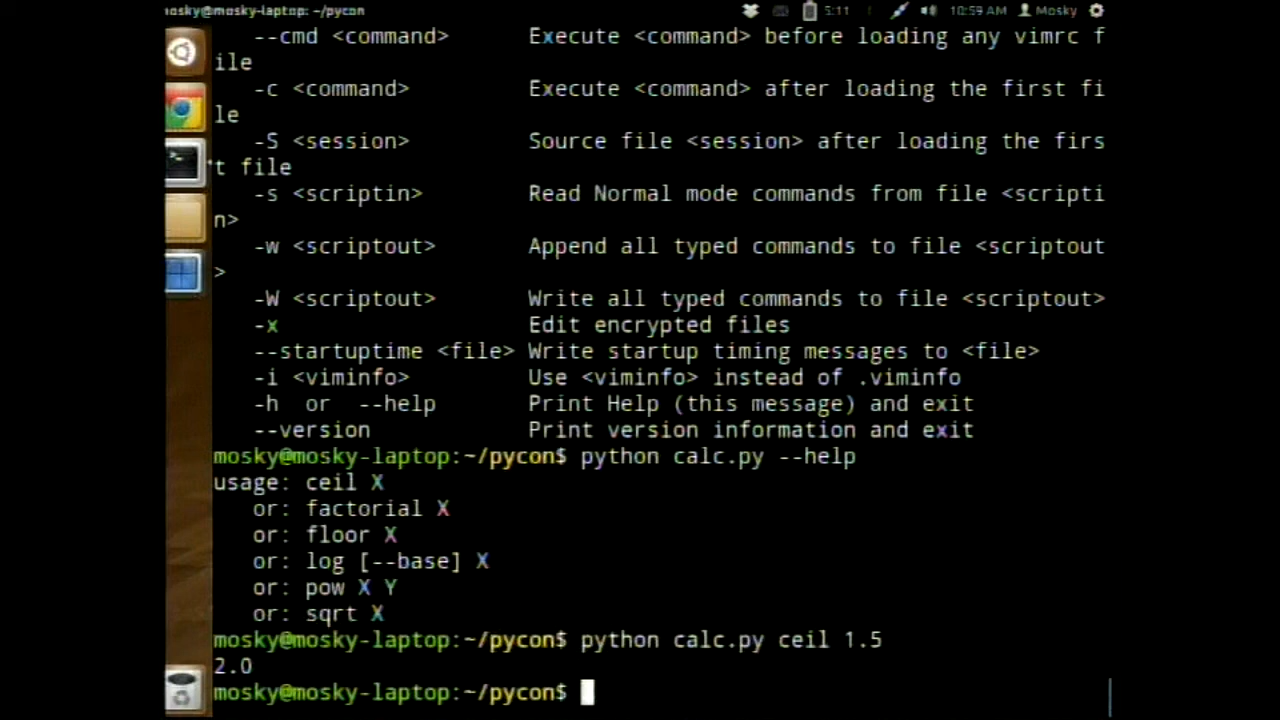 mosky@mosky-laptop: ~/pycon 5:11 10:59 AM Mosky
--cmd <command> Execute <command> before loading any vimrc f
ile
-c <command> Execute <command> after loading the first fi
le
-S <session> Source file <session> after loading the firs
t file
-s <scriptin> Read Normal mode commands from file <scripti
n>
-w <scriptout> Append all typed commands to file <scriptout
>
-W <scriptout> Write all typed commands to file <scriptout>
-x Edit encrypted files
--startuptime <file> Write startup timing messages to <file>
-i <viminfo> Use <viminfo> instead of .viminfo
-h or --help Print Help (this message) and exit
--version Print version information and exit
mosky@mosky-laptop:~/pycon$ python calc.py --help
usage: ceil X
or: factorial X
or: floor X
or: log [--base] X
or: pow X Y
or: sqrt X
mosky@mosky-laptop:~/pycon$ python calc.py ceil 1.5
2.0
mosky@mosky-laptop:~/pycon$